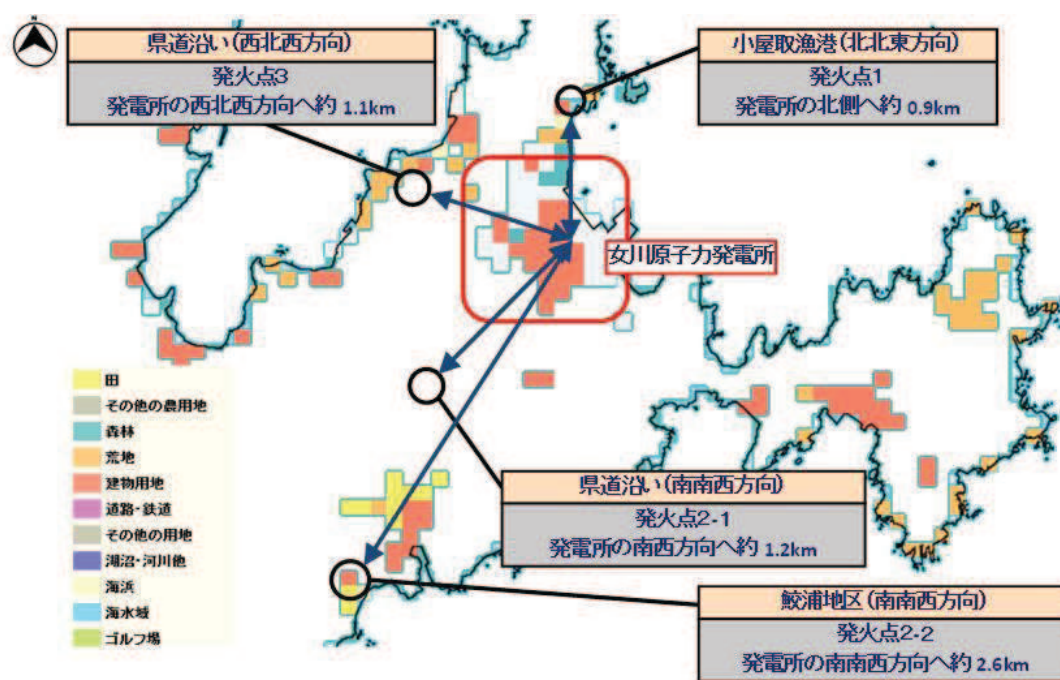 県道沿い(西北西方向)
発火点3
発電所の西北西方向へ約 1.1km
小屋取漁港(北北東方向)
発火点1
発電所の北側へ約 0.9km
女川原子力発電所
田
その他の農用地
森林
荒地
建物用地
道路・鉄道
その他の用地
湖沼・河川他
海浜
海水域
ゴルフ場
県道沿い(南南西方向)
発火点2-1
発電所の南西方向へ約 1.2km
鮫浦地区(南南西方向)
発火点2-2
発電所の南南西方向へ約 2.6km